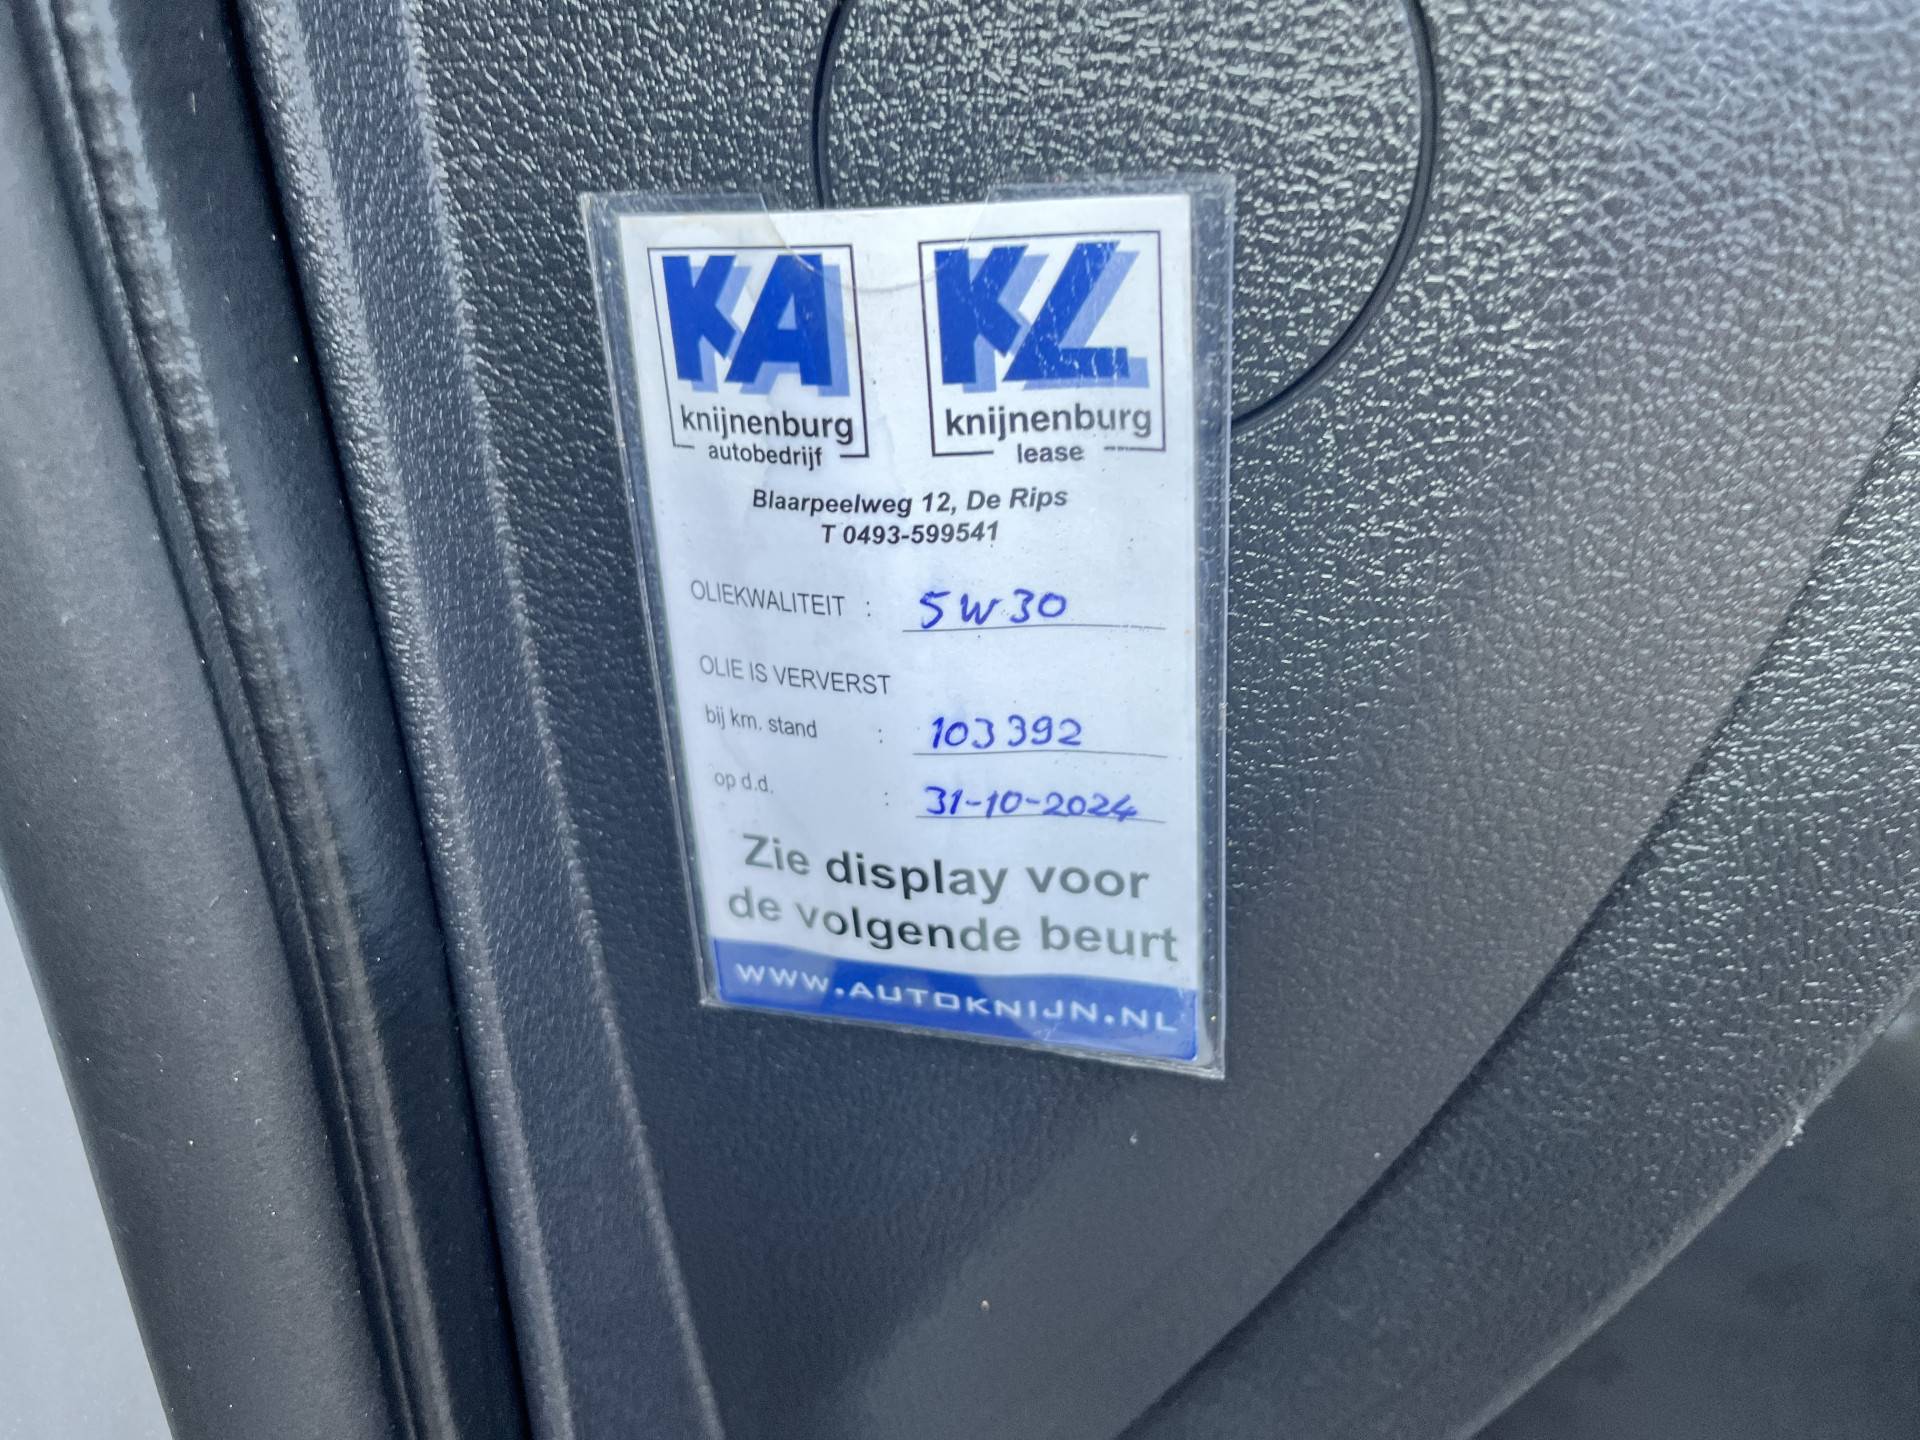 KA
knijnenburg
autobedrijf
KL
knijnenburg
lease
Blaarpeelweg 12, De Rips
T 0493-599541
OLIEKWALITEIT : 5W30
OLIE IS VERVERST
bij km. stand : 103392
op d.d. : 31-10-2024
Zie display voor
de volgende beurt
WWW.AUTOKNIJN.NL